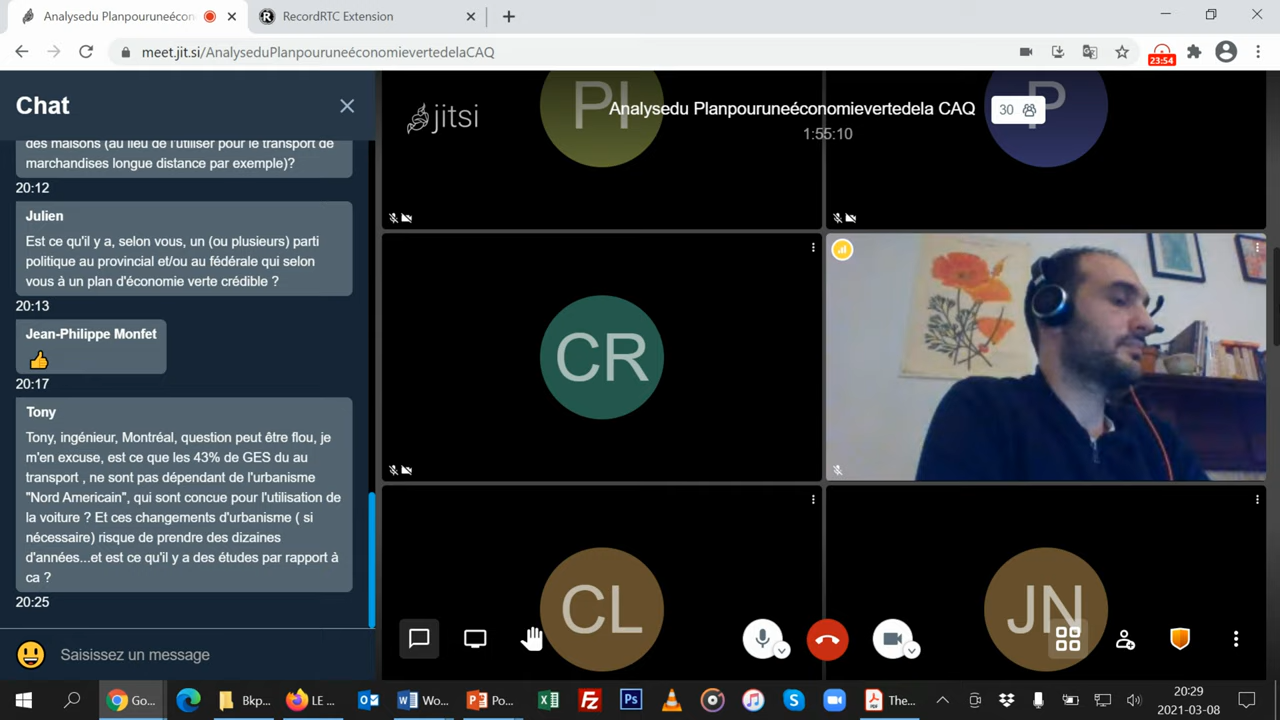 Analysedu Planpouruneécon
RecordRTC Extension
meet.jit.si/AnalyseduPlanpouruneéconomievertedelaCAQ
23:54
Chat
des maisons (au lieu de l'utiliser pour le transport de
marchandises longue distance par exemple)?
20:12
Julien
Est ce qu'il y a, selon vous, un (ou plusieurs) parti
politique au provincial et/ou au fédérale qui selon
vous à un plan d'économie verte crédible ?
20:13
Jean-Philippe Monfet
20:17
Tony
Tony, ingénieur, Montréal, question peut être flou, je
m'en excuse, est ce que les 43% de GES du au
transport , ne sont pas dépendant de l'urbanisme
"Nord Americain", qui sont concue pour l'utilisation de
la voiture ? Et ces changements d'urbanisme ( si
nécessaire) risque de prendre des dizaines
d'années...et est ce qu'il y a des études par rapport à
ca ?
20:25
Saisissez un message
jitsi
PI
P
Analysedu Planpouruneéconomievertedela CAQ
30
1:55:10
CR
CL
JN
Go...
Bkp...
LE ...
Wo...
Po...
Ps
The...
20:29
2021-03-08